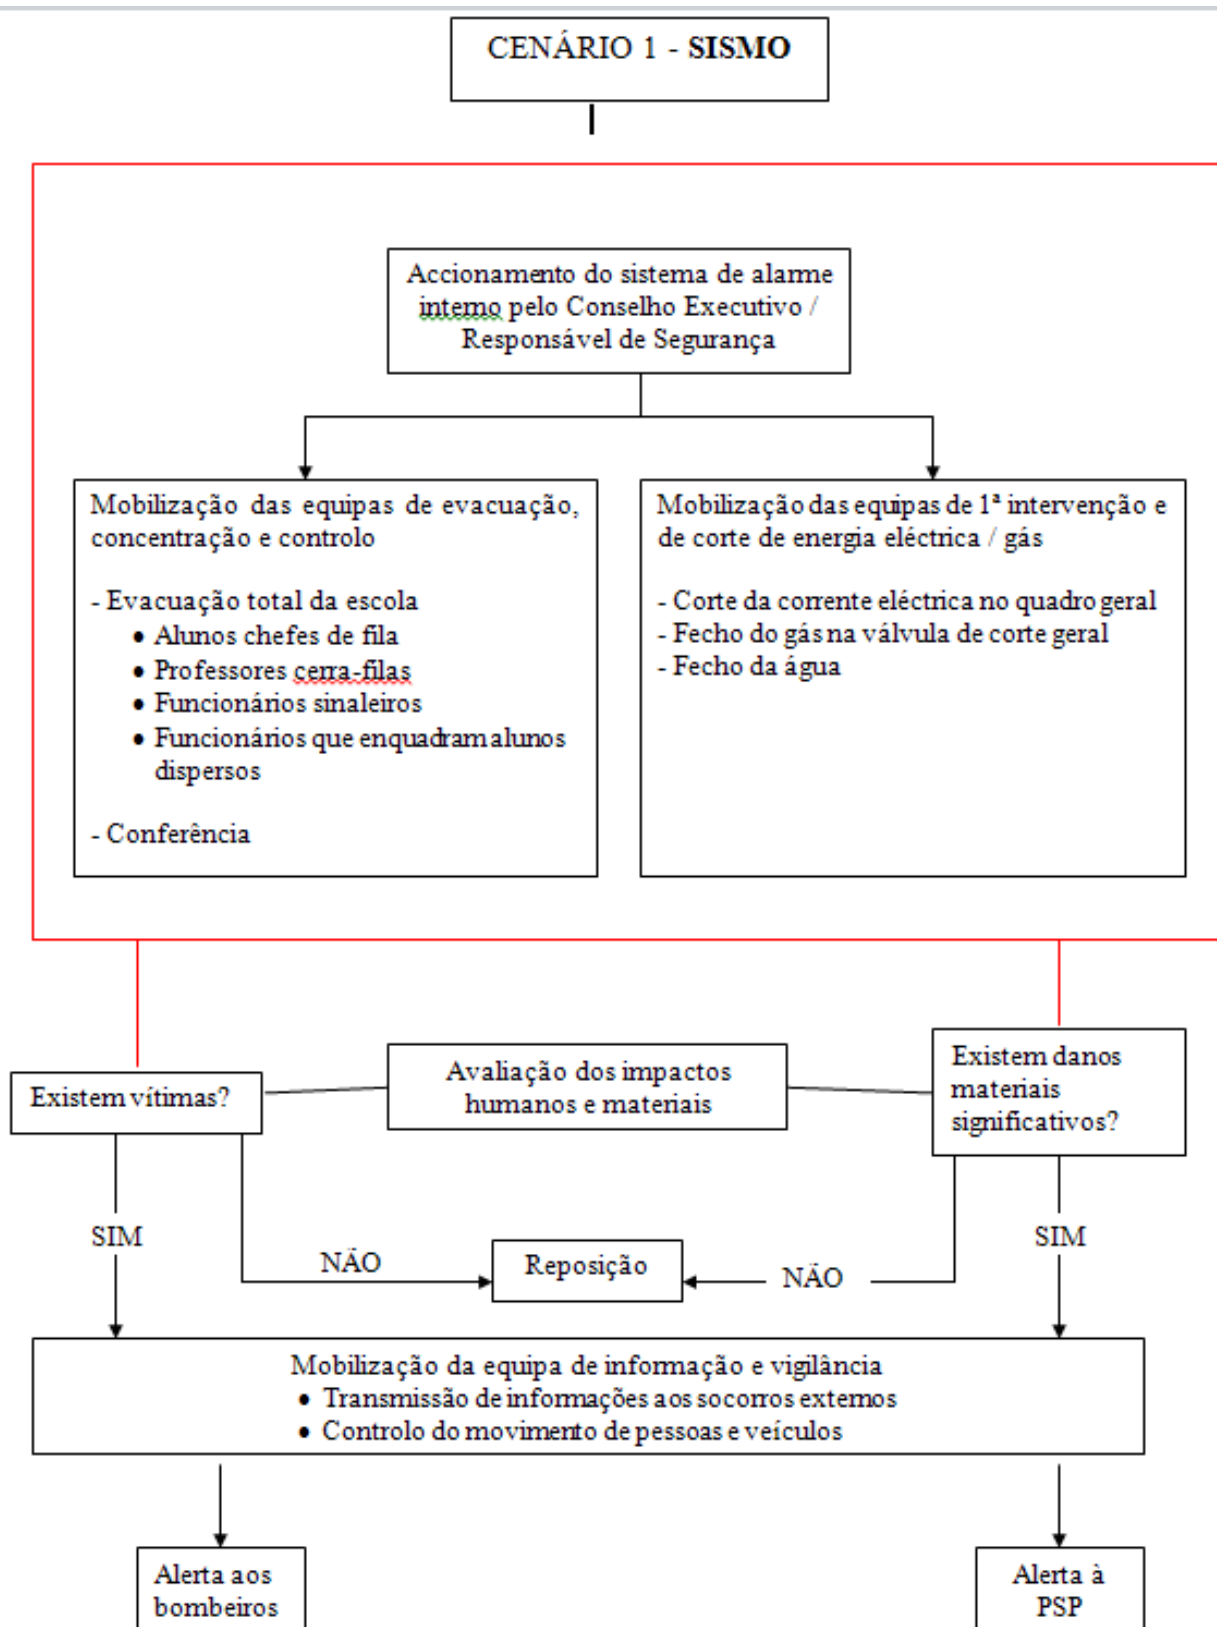 CENÁRIO 1 - SISMO
Accionamento do sistema de alarme
interno pelo Conselho Executivo /
Responsável de Segurança
Mobilização das equipas de evacuação,
concentração e controlo
- Evacuação total da escola
• Alunos chefes de fila
• Professores cerra-filas
• Funcionários sinaleiros
• Funcionários que enquadram alunos
dispersos
- Conferência
Mobilização das equipas de 1ª intervenção e
de corte de energia eléctrica / gás
- Corte da corrente eléctrica no quadro geral
- Fecho do gás na válvula de corte geral
- Fecho da água
Existem vítimas?
Avaliação dos impactos
humanos e materiais
Existem danos
materiais
significativos?
SIM
NÃO
Reposição
NÃO
SIM
Mobilização da equipa de informação e vigilância
• Transmissão de informações aos socorros externos
• Controlo do movimento de pessoas e veículos
Alerta aos
bombeiros
Alerta à
PSP